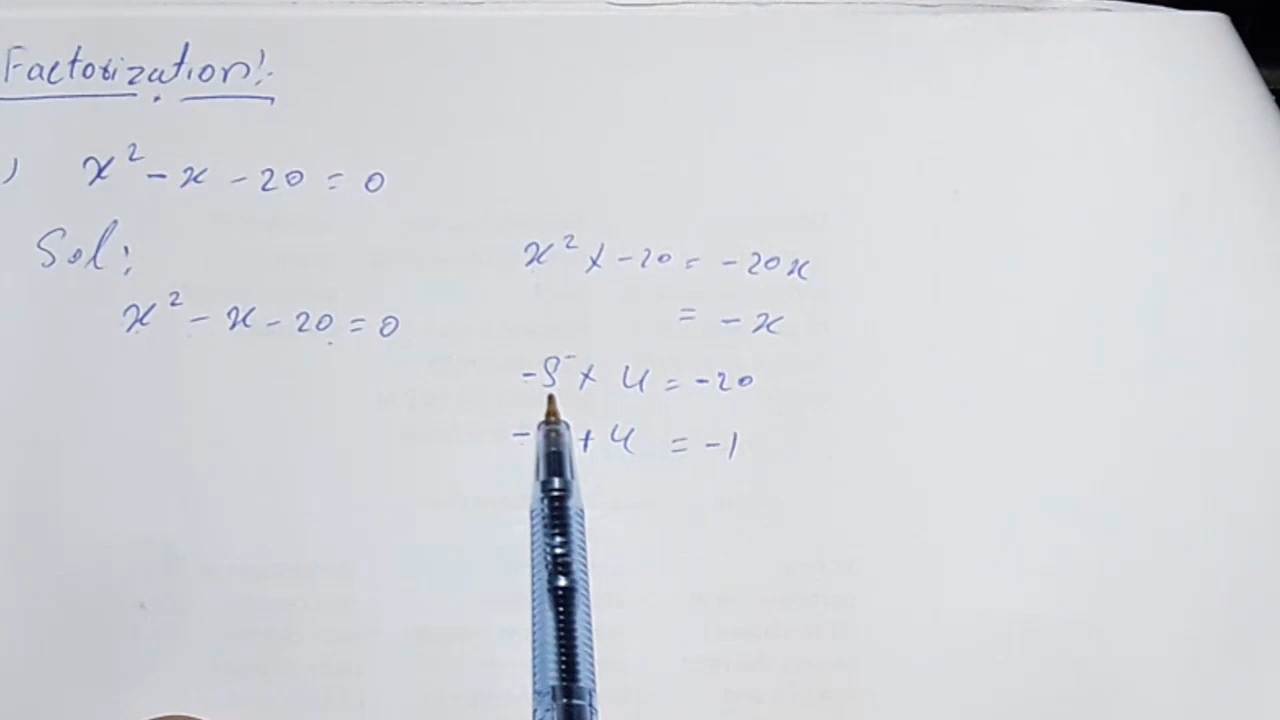 Factorization:-
) x² - x - 20 = 0
Sol:
x² - x - 20 = 0
x² × -20 = -20x
= -x
-5 × 4 = -20
- + 4 = -1